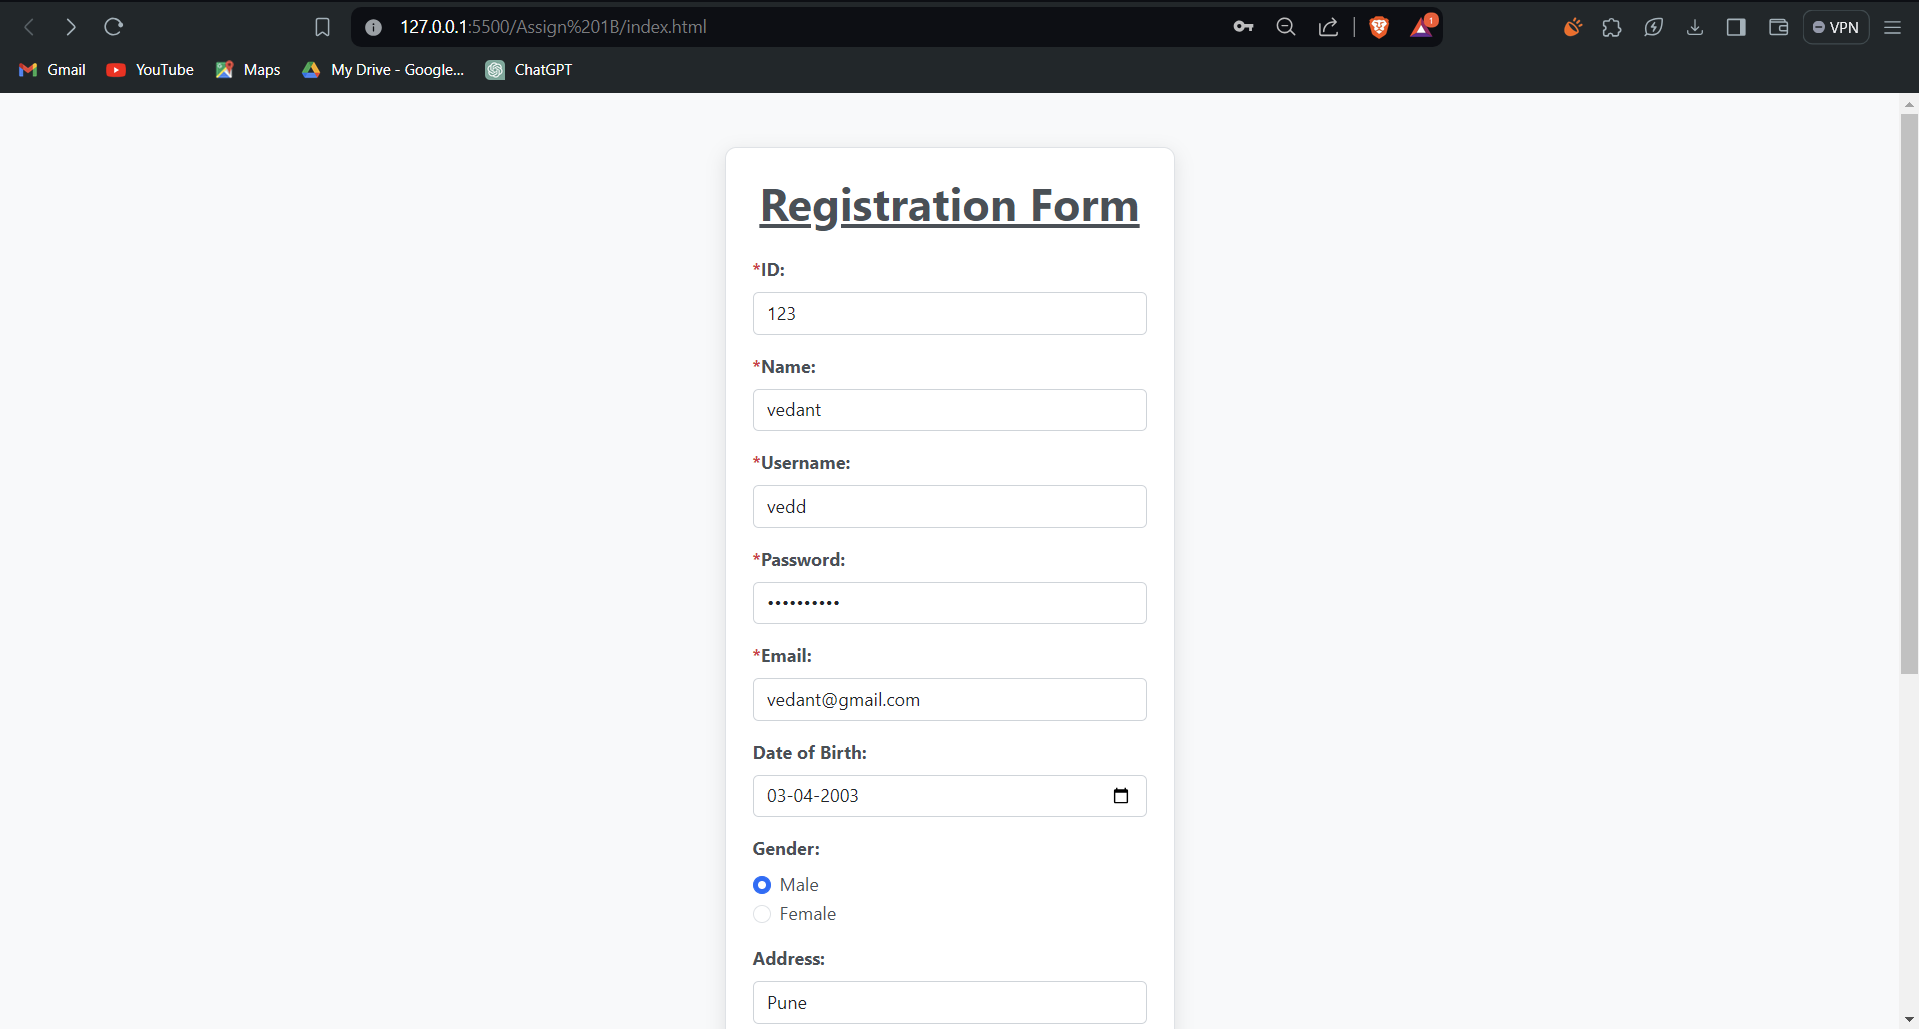 127.0.0.1:5500/Assign%201B/index.html
1
VPN
Gmail
YouTube
Maps
My Drive - Google...
ChatGPT
Registration Form
*ID:
123
*Name:
vedant
*Username:
vedd
*Password:
••••••••••
*Email:
vedant@gmail.com
Date of Birth:
03-04-2003
Gender:
Male
Female
Address:
Pune